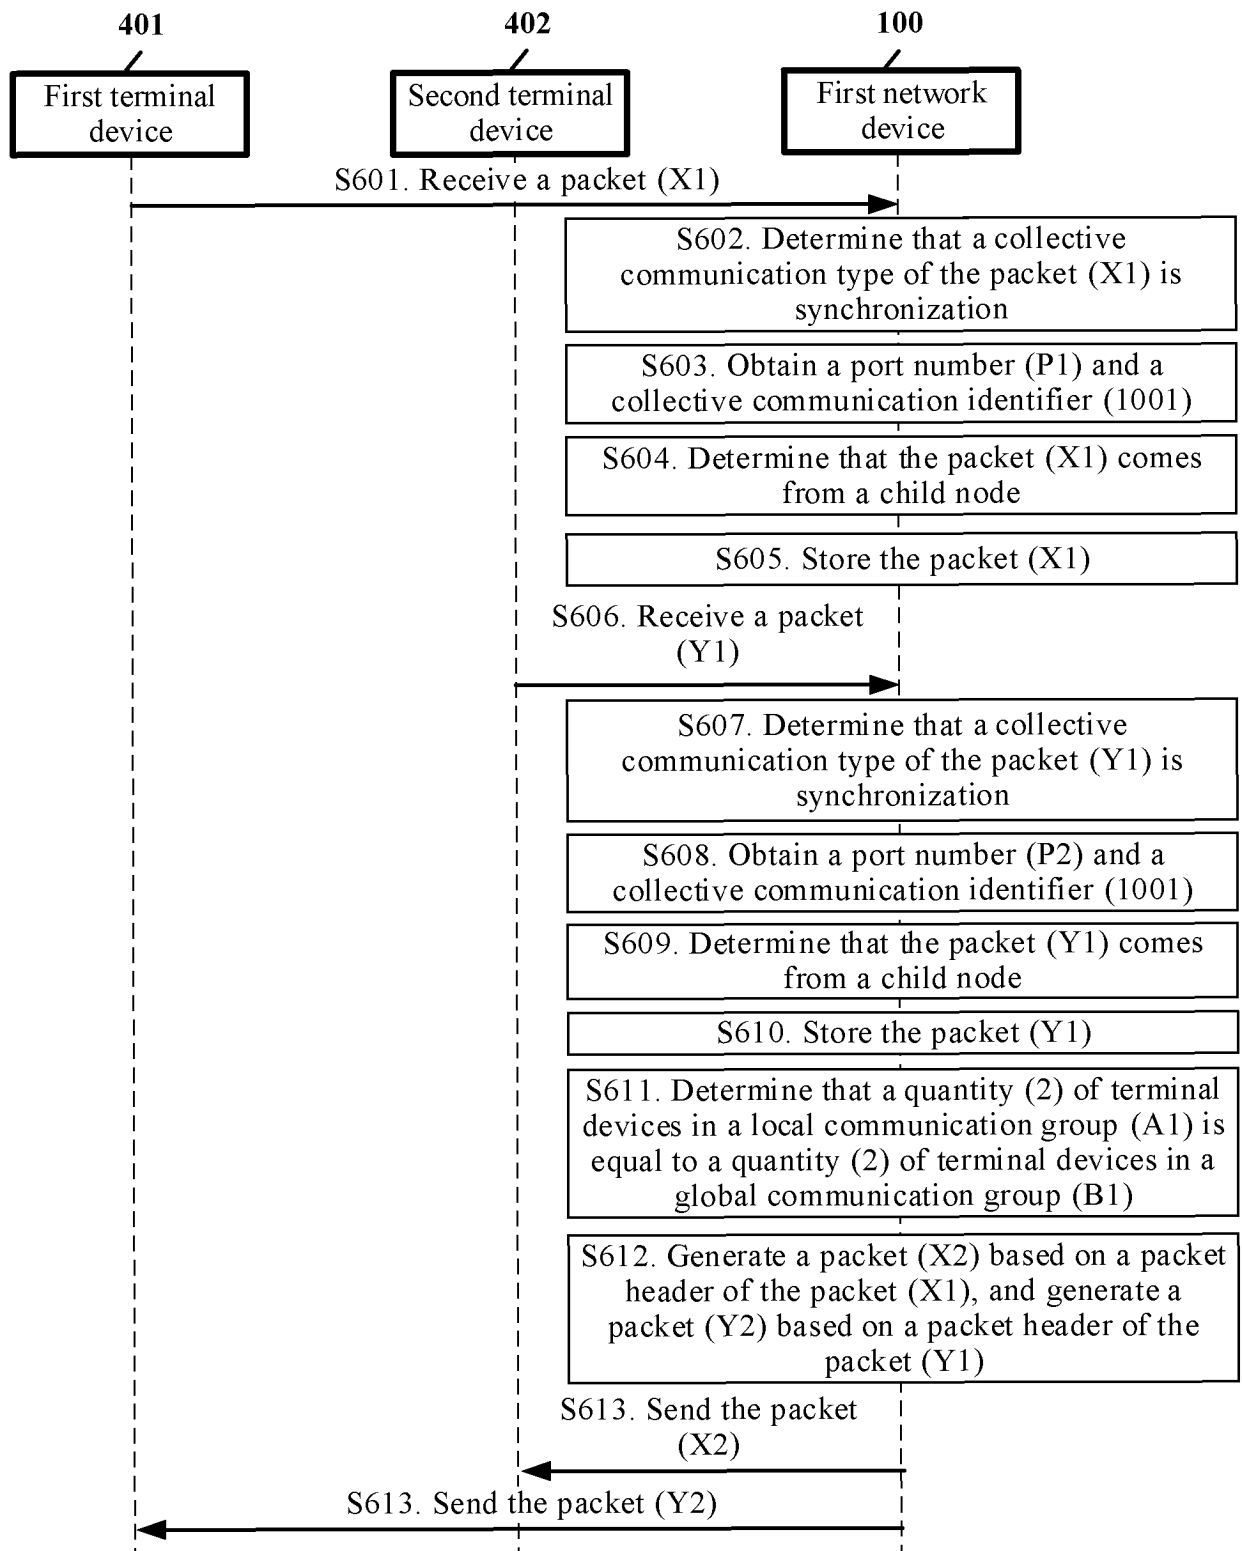 401
402
100
First terminal
device
Second terminal
device
First network
device
S601. Receive a packet (X1)
S602. Determine that a collective
communication type of the packet (X1) is
synchronization
S603. Obtain a port number (P1) and a
collective communication identifier (1001)
S604. Determine that the packet (X1) comes
from a child node
S605. Store the packet (X1)
S606. Receive a packet
(Y1)
S607. Determine that a collective
communication type of the packet (Y1) is
synchronization
S608. Obtain a port number (P2) and a
collective communication identifier (1001)
S609. Determine that the packet (Y1) comes
from a child node
S610. Store the packet (Y1)
S611. Determine that a quantity (2) of terminal
devices in a local communication group (A1) is
equal to a quantity (2) of terminal devices in a
global communication group (B1)
S612. Generate a packet (X2) based on a packet
header of the packet (X1), and generate a
packet (Y2) based on a packet header of the
packet (Y1)
S613. Send the packet
(X2)
S613. Send the packet (Y2)